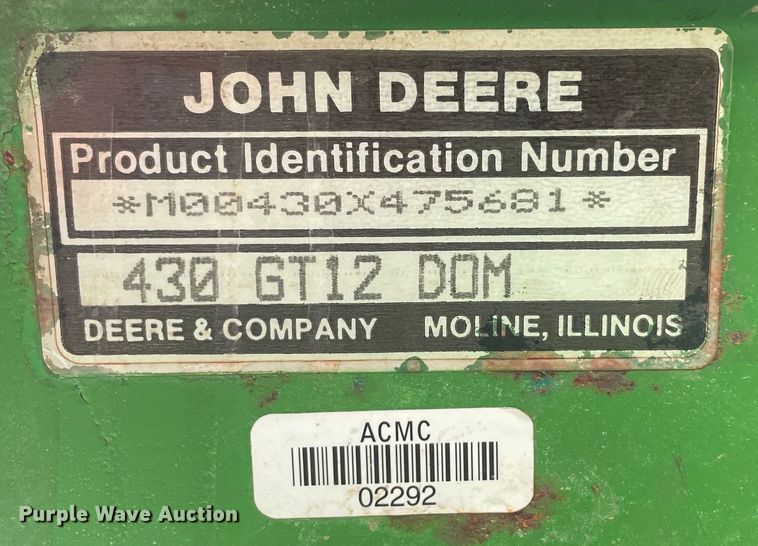 JOHN DEERE
Product Identification Number
*M00430X475681*
430 GT12 DOM
DEERE & COMPANY MOLINE, ILLINOIS
ACMC
02292
Purple Wave Auction